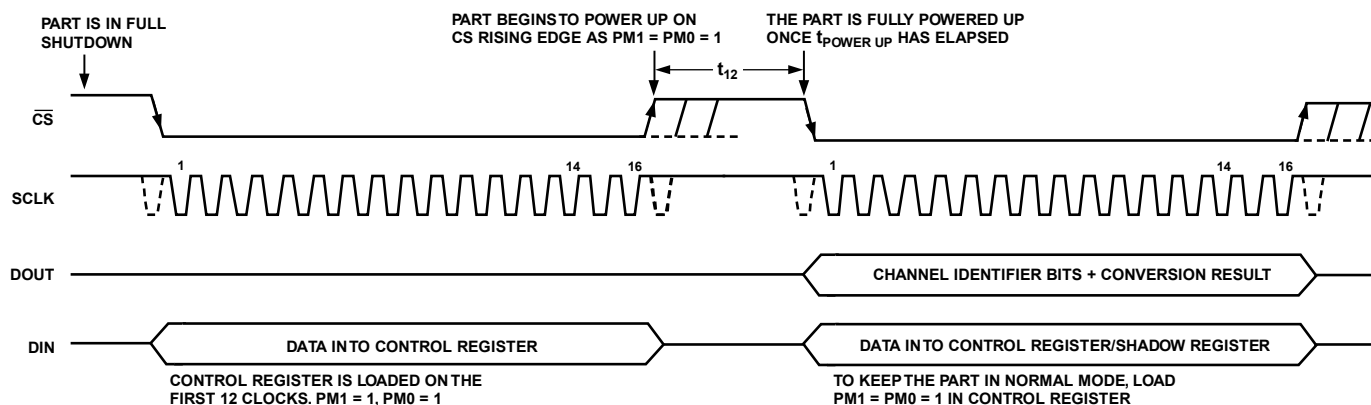 PART IS IN FULL
SHUTDOWN
PART BEGINS TO POWER UP ON
CS RISING EDGE AS PM1 = PM0 = 1
THE PART IS FULLY POWERED UP
ONCE tPOWER UP HAS ELAPSED
t12
CS
1
14
16
1
14
16
SCLK
DOUT
CHANNEL IDENTIFIER BITS + CONVERSION RESULT
DIN
DATA INTO CONTROL REGISTER
DATA INTO CONTROL REGISTER/SHADOW REGISTER
CONTROL REGISTER IS LOADED ON THE
FIRST 12 CLOCKS, PM1 = 1, PM0 = 1
TO KEEP THE PART IN NORMAL MODE, LOAD
PM1 = PM0 = 1 IN CONTROL REGISTER